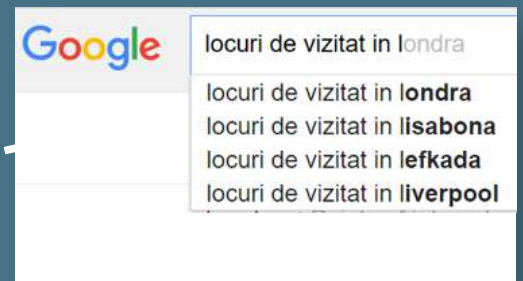 Google
locuri de vizitat in londra
locuri de vizitat in londra
locuri de vizitat in lisabona
locuri de vizitat in lefkada
locuri de vizitat in liverpool